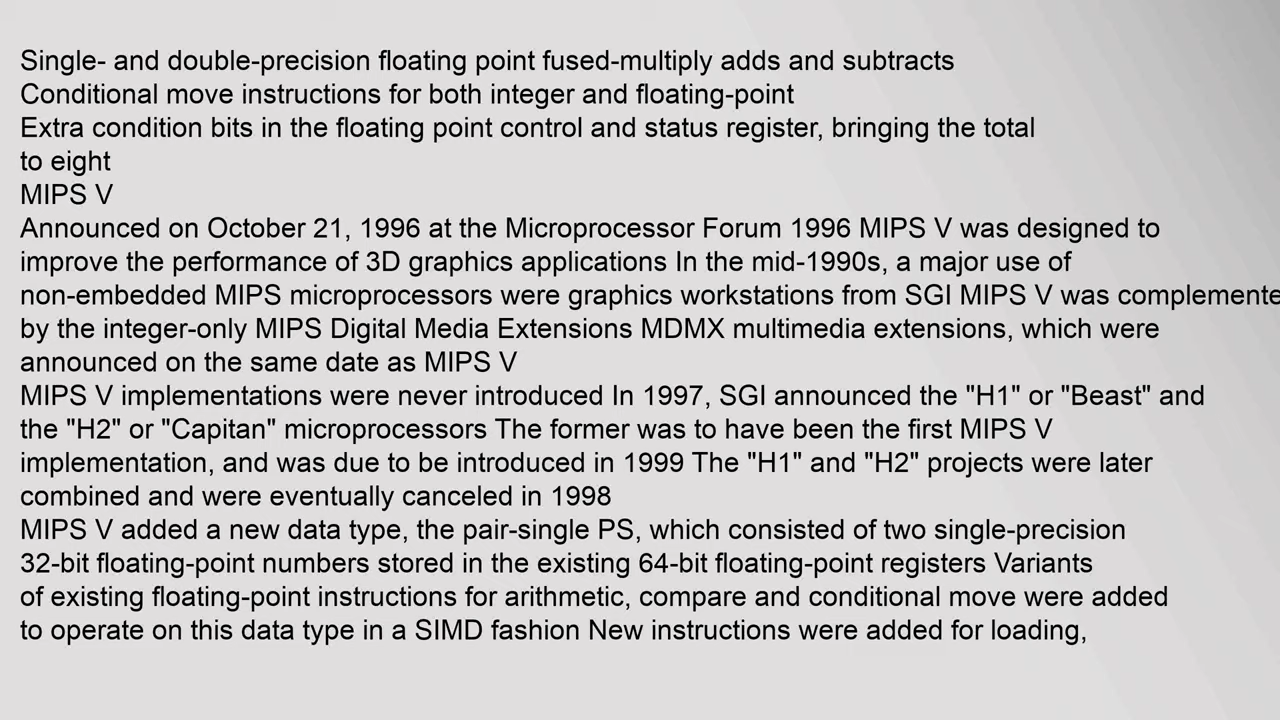 Single- and double-precision floating point fused-multiply adds and subtracts
Conditional move instructions for both integer and floating-point
Extra condition bits in the floating point control and status register, bringing the total
to eight
MIPS V
Announced on October 21, 1996 at the Microprocessor Forum 1996 MIPS V was designed to
improve the performance of 3D graphics applications In the mid-1990s, a major use of
non-embedded MIPS microprocessors were graphics workstations from SGI MIPS V was complemente
by the integer-only MIPS Digital Media Extensions MDMX multimedia extensions, which were
announced on the same date as MIPS V
MIPS V implementations were never introduced In 1997, SGI announced the "H1" or "Beast" and
the "H2" or "Capitan" microprocessors The former was to have been the first MIPS V
implementation, and was due to be introduced in 1999 The "H1" and "H2" projects were later
combined and were eventually canceled in 1998
MIPS V added a new data type, the pair-single PS, which consisted of two single-precision
32-bit floating-point numbers stored in the existing 64-bit floating-point registers Variants
of existing floating-point instructions for arithmetic, compare and conditional move were added
to operate on this data type in a SIMD fashion New instructions were added for loading,